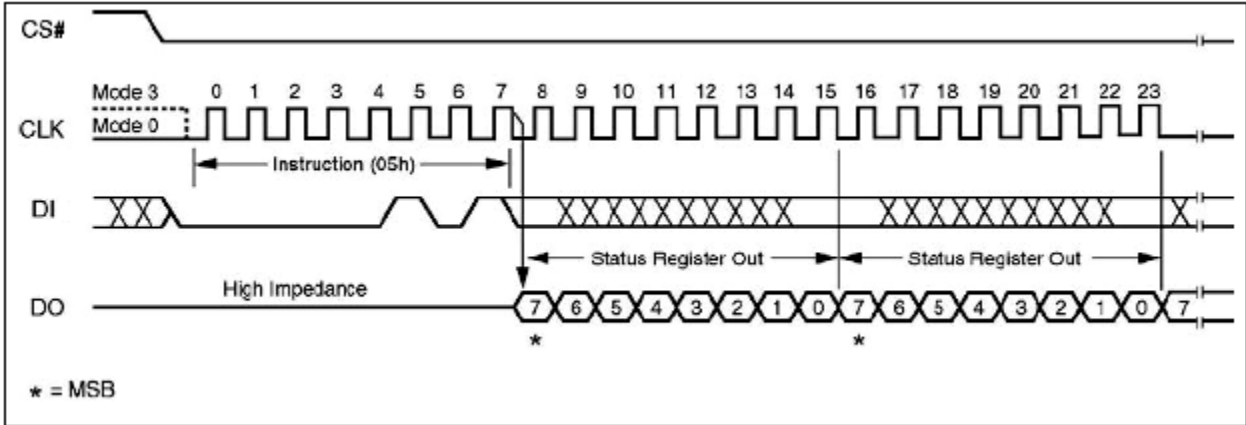 CS#
Mode 3 0 1 2 3 4 5 6 7 8 9 10 11 12 13 14 15 16 17 18 19 20 21 22 23
CLK Mode 0
Instruction (05h)
DI
Status Register Out Status Register Out
High Impedance
DO 7 6 5 4 3 2 1 0 7 6 5 4 3 2 1 0 7
* *
* = MSB